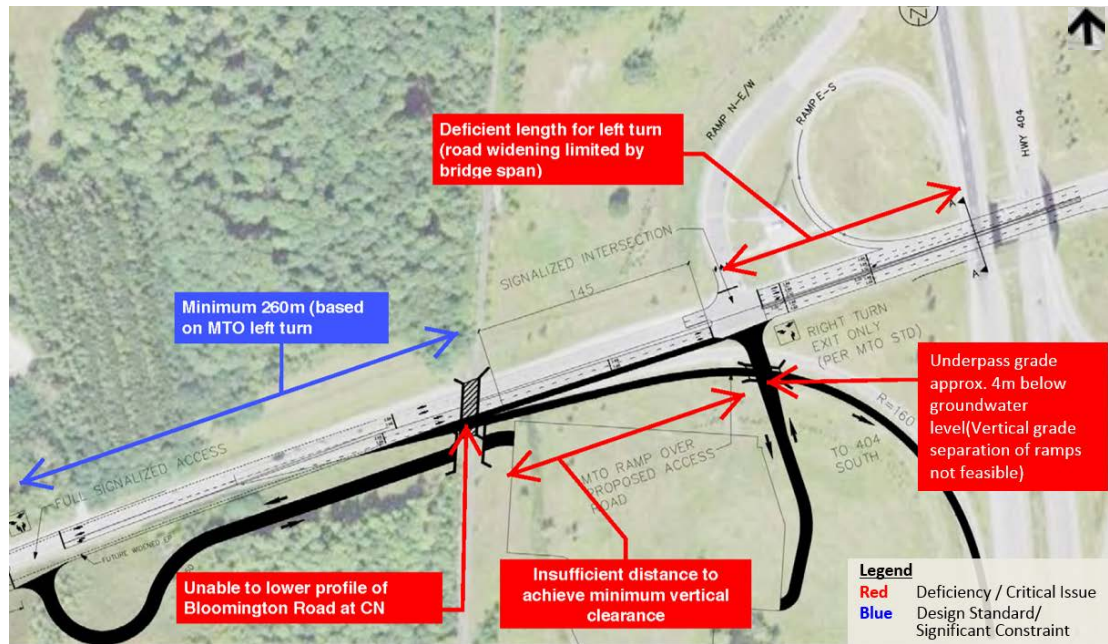 Z
Deficient length for left turn
(road widening limited by
bridge span)
RAMP N-E/W
RAMP E-S
HWY 404
A
A
SIGNALIZED INTERSECTION
145
Minimum 260m (based
on MTO left turn
RIGHT TURN
EXIT ONLY
(PER MTO STD)
Underpass grade
approx. 4m below
groundwater
level(Vertical grade
separation of ramps
not feasible)
R=160
FULL SIGNALIZED ACCESS
MTO RAMP OVER
PROPOSED ACCESS
ROAD
TO 404
SOUTH
FUTURE WIDENED EP
Unable to lower profile of
Bloomington Road at CN
Insufficient distance to
achieve minimum vertical
clearance
Legend
Red Deficiency / Critical Issue
Blue Design Standard/
Significant Constraint